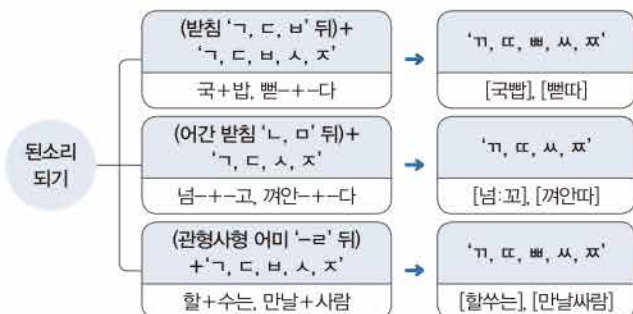 된소리
되기
(받침 ‘ㄱ, ㄷ, ㅂ’ 뒤)+
‘ㄱ, ㄷ, ㅂ, ㅅ, ㅈ’
국+밥, 뻗-+-다
‘ㄲ, ㄸ, ㅃ, ㅆ, ㅉ’
[국빱], [뻗따]
(어간 받침 ‘ㄴ, ㅁ’ 뒤)+
‘ㄱ, ㄷ, ㅅ, ㅈ’
넘-+-고, 껴안-+-다
‘ㄲ, ㄸ, ㅆ, ㅉ’
[넘ː꼬], [껴안따]
(관형사형 어미 ‘-ㄹ’ 뒤)
+‘ㄱ, ㄷ, ㅂ, ㅅ, ㅈ’
할+수는, 만날+사람
‘ㄲ, ㄸ, ㅃ, ㅆ, ㅉ’
[할쑤는], [만날싸람]